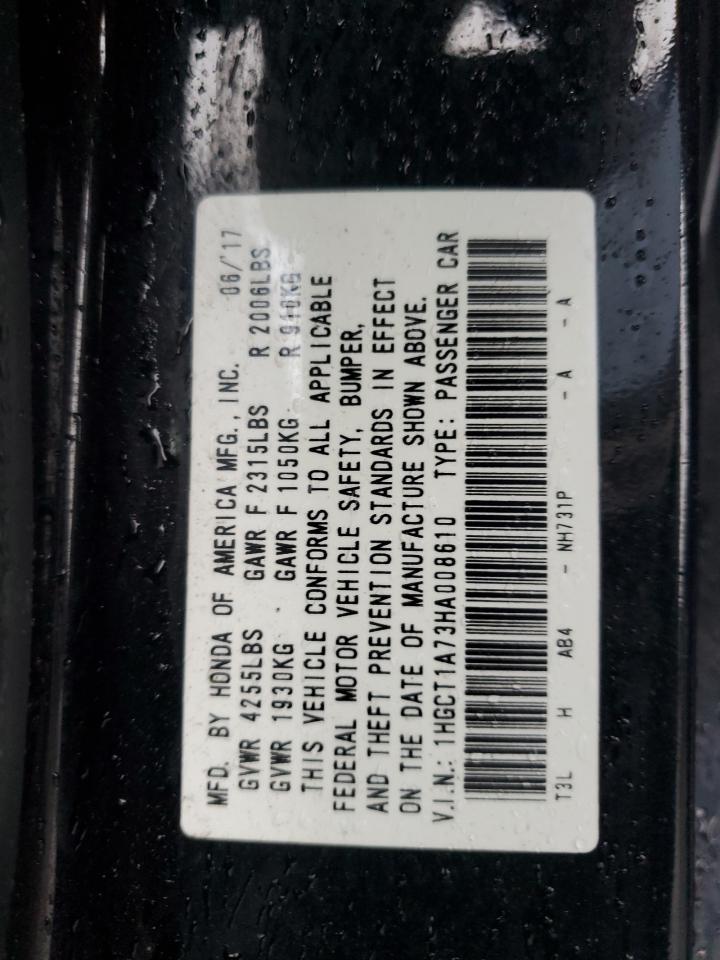 MFD. BY HONDA OF AMERICA MFG., INC. 06/'17
GVWR 4255LBS GAWR F 2315LBS R 2006LBS
GVWR 1930KG GAWR F 1050KG R 910KG
THIS VEHICLE CONFORMS TO ALL APPLICABLE
FEDERAL MOTOR VEHICLE SAFETY, BUMPER,
AND THEFT PREVENTION STANDARDS IN EFFECT
ON THE DATE OF MANUFACTURE SHOWN ABOVE.
V.I.N.: 1HGCT1A73HA008610 TYPE: PASSENGER CAR
T3L H AB4 - NH731P - A - A